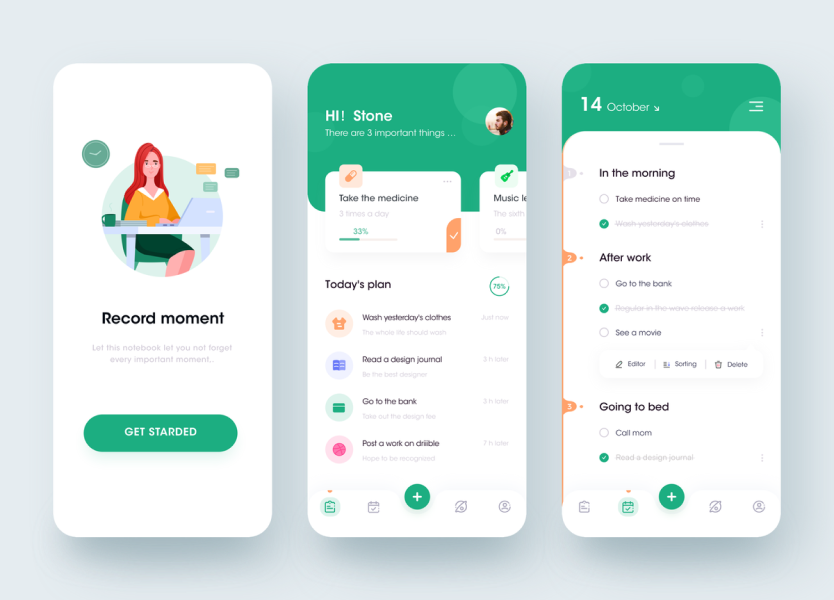 Record moment
Let this notebook let you not forget
every important moment..
GET STARDED
HI! Stone
There are 3 important things ...
Take the medicine
3 times a day
33%
Music le
The sixth
0%
Today's plan
75%
Wash yesterday's clothes
Just now
The whole life should wash
Read a design journal
3 h later
Be the best designer
Go to the bank
3 h later
Take out the design fee
Post a work on driible
7 h later
Hope to be recognized
14 October
1
In the morning
Take medicine on time
Wash yesterday's clothes
2
After work
Go to the bank
Regular in the wave release a work
See a movie
Editor
Sorting
Delete
3
Going to bed
Call mom
Read a design journal